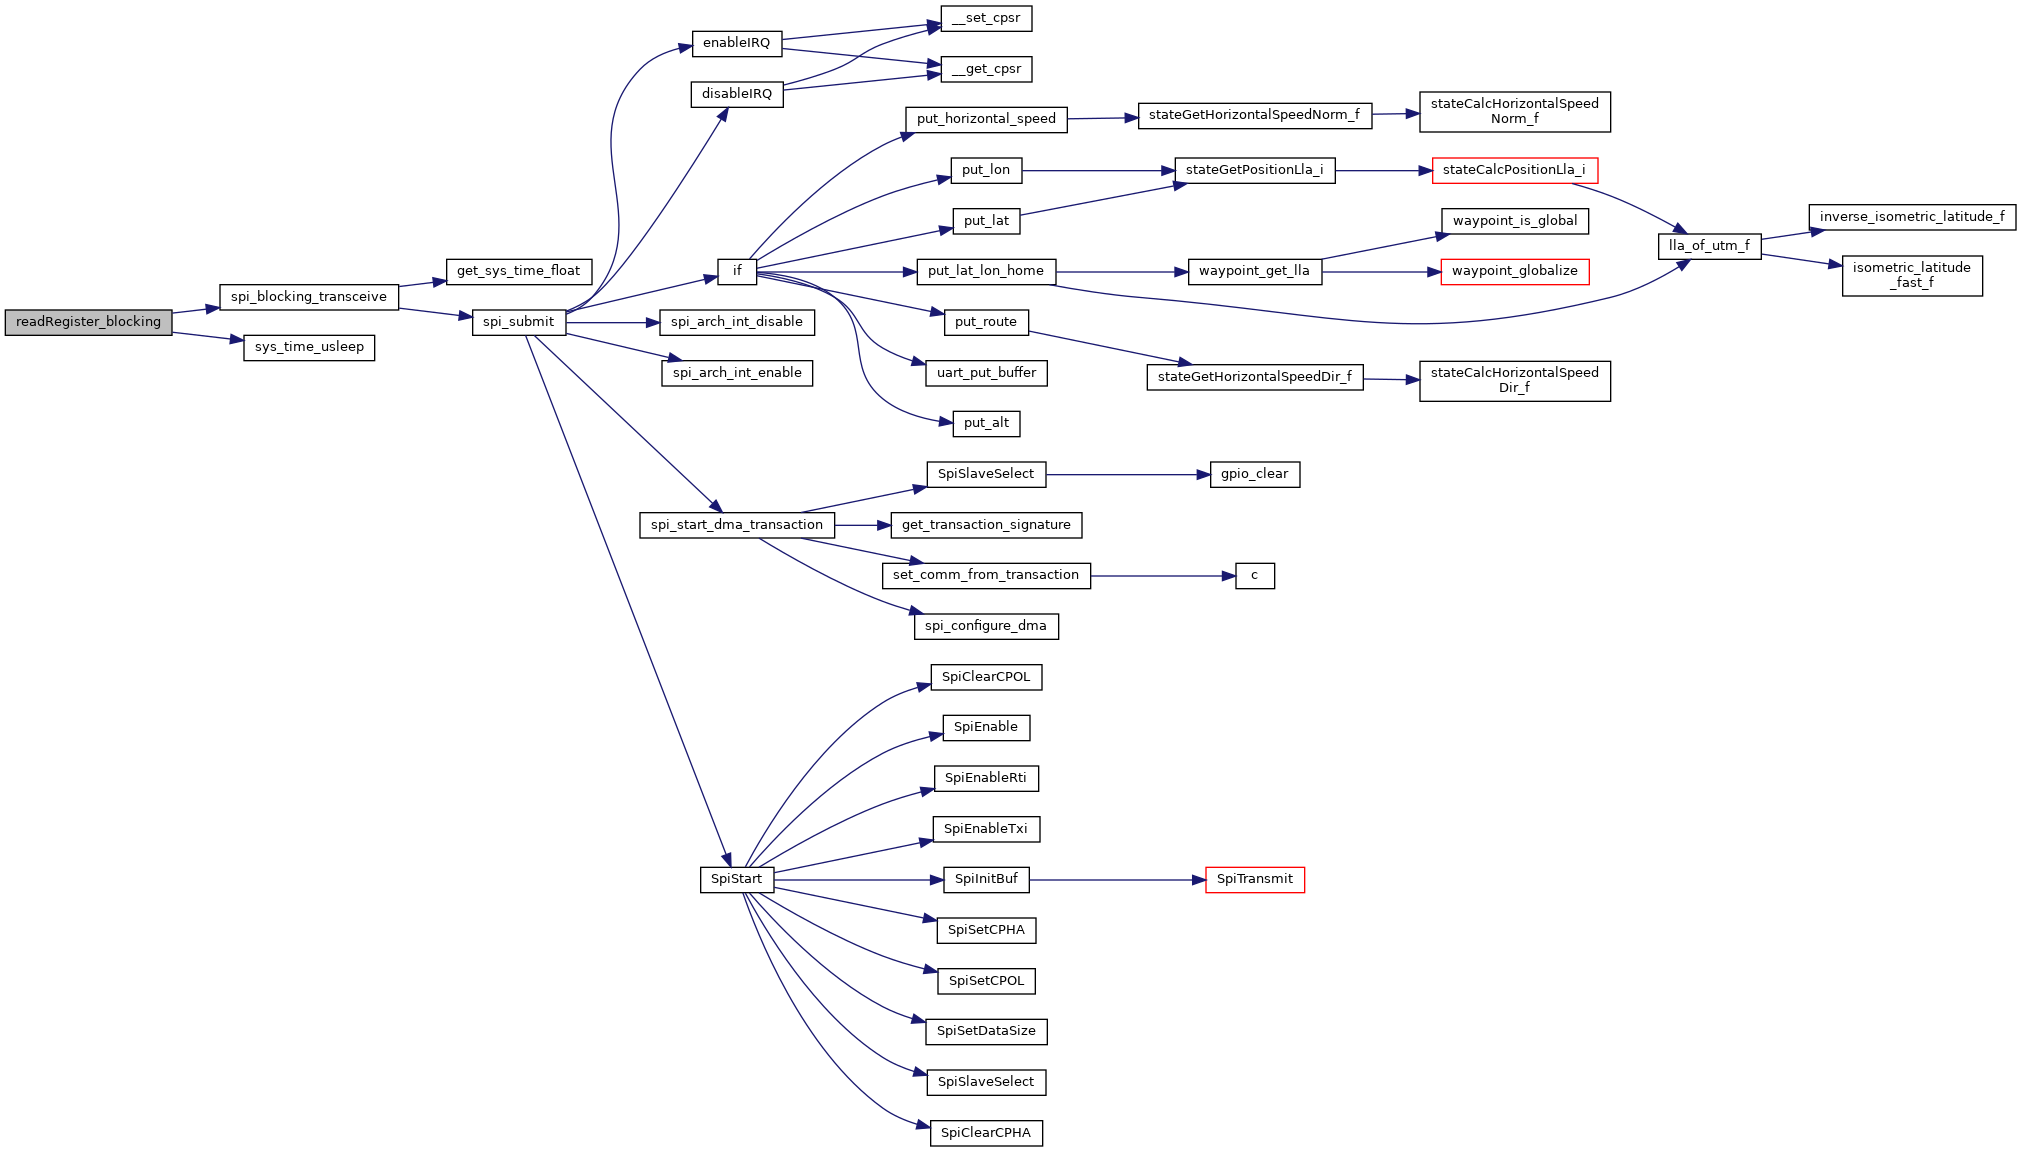 readRegister_blocking
spi_blocking_transceive
sys_time_usleep
get_sys_time_float
spi_submit
enableIRQ
disableIRQ
if
spi_arch_int_disable
spi_arch_int_enable
spi_start_dma_transaction
SpiStart
__set_cpsr
__get_cpsr
put_horizontal_speed
put_lon
put_lat
put_lat_lon_home
put_route
uart_put_buffer
put_alt
SpiSlaveSelect
get_transaction_signature
set_comm_from_transaction
spi_configure_dma
SpiClearCPOL
SpiEnable
SpiEnableRti
SpiEnableTxi
SpiInitBuf
SpiSetCPHA
SpiSetCPOL
SpiSetDataSize
SpiSlaveSelect
SpiClearCPHA
stateGetHorizontalSpeedNorm_f
stateGetPositionLla_i
waypoint_get_lla
stateGetHorizontalSpeedDir_f
gpio_clear
c
SpiTransmit
stateCalcHorizontalSpeed
Norm_f
stateCalcPositionLla_i
waypoint_is_global
waypoint_globalize
stateCalcHorizontalSpeed
Dir_f
lla_of_utm_f
inverse_isometric_latitude_f
isometric_latitude
_fast_f